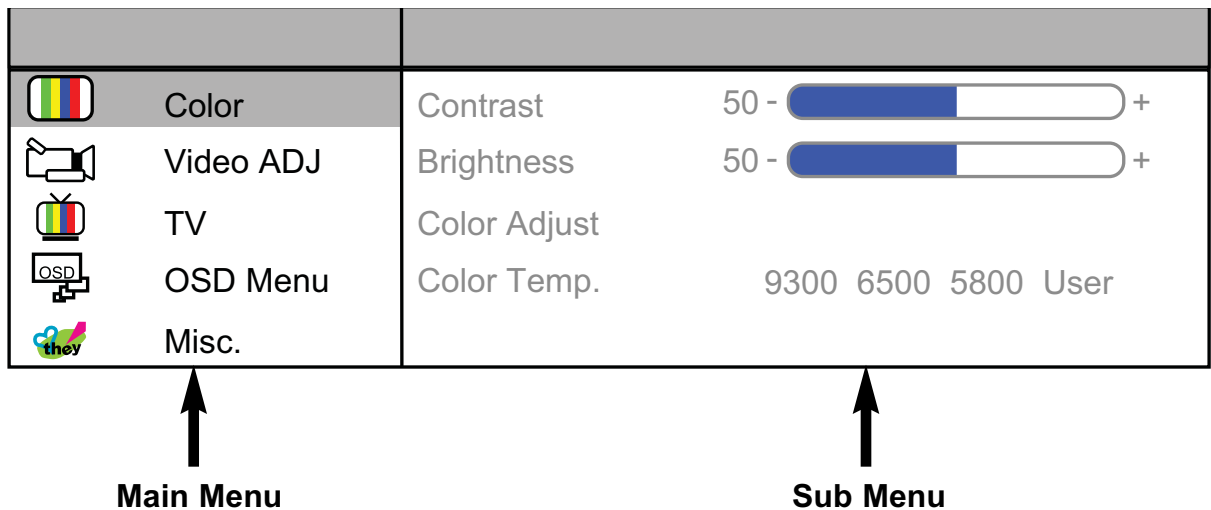 Color Contrast 50 - +
Video ADJ Brightness 50 - +
TV Color Adjust
OSD OSD Menu Color Temp. 9300 6500 5800 User
they Misc.
Main Menu Sub Menu